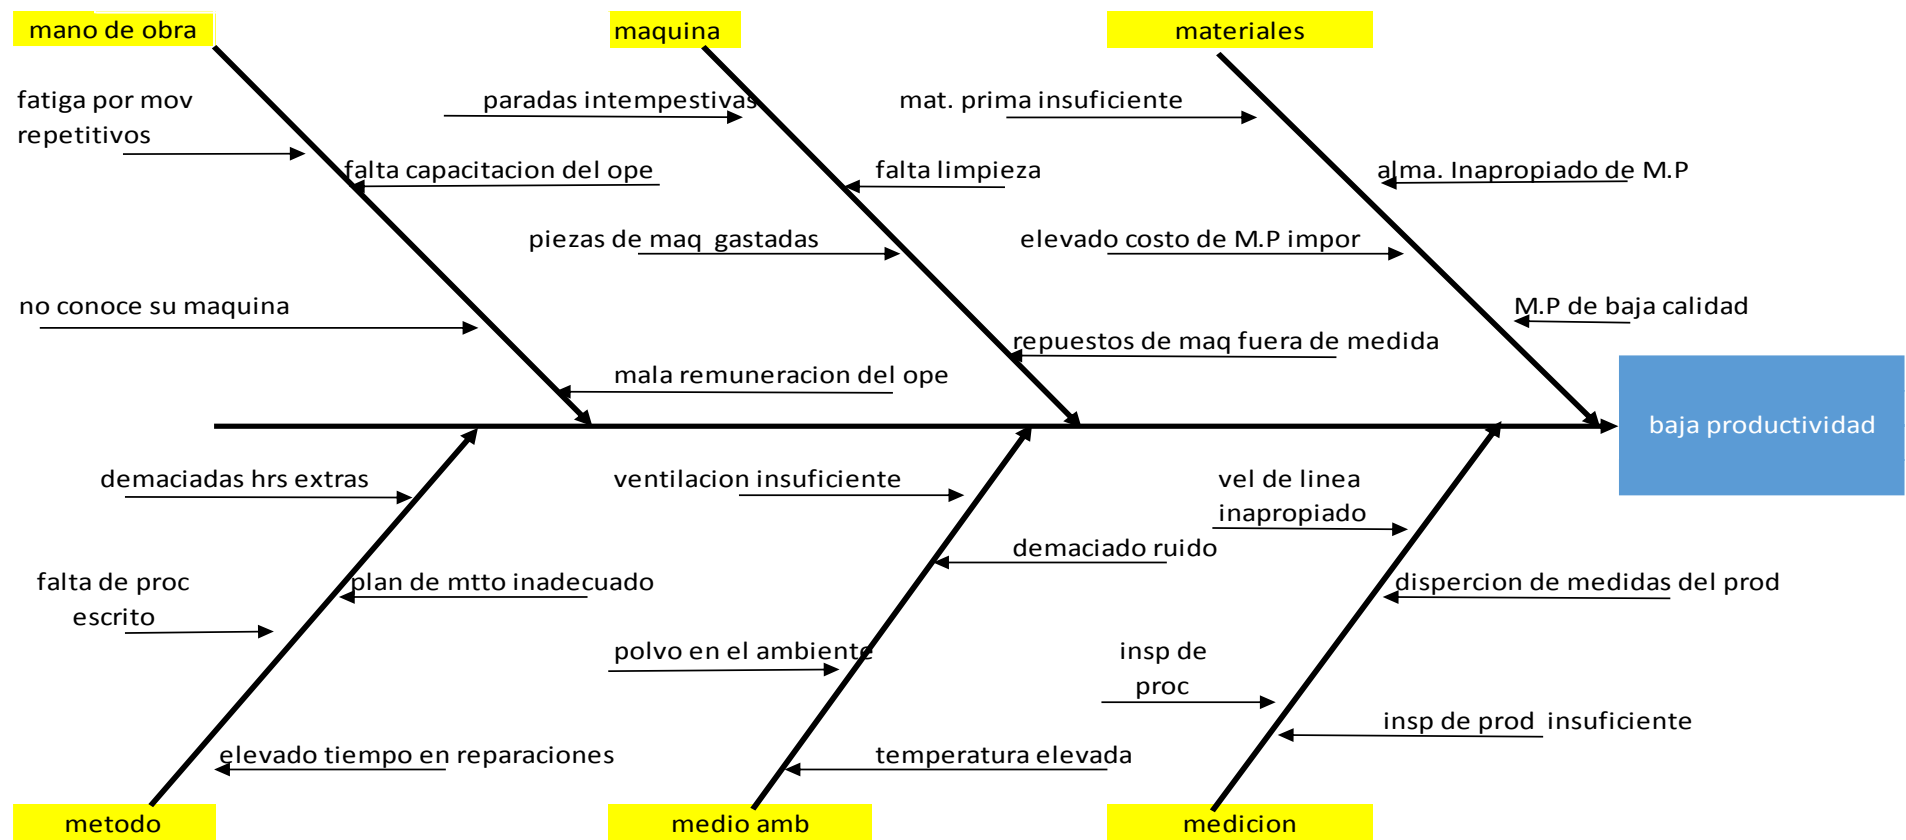 mano de obra
maquina
materiales
fatiga por mov
repetitivos
paradas intempestivas
mat. prima insuficiente
falta capacitacion del ope
falta limpieza
alma. Inapropiado de M.P
piezas de maq  gastadas
elevado costo de M.P impor
no conoce su maquina
M.P de baja calidad
repuestos de maq fuera de medida
mala remuneracion del ope
baja productividad
demaciadas hrs extras
ventilacion insuficiente
vel de linea
inapropiado
demaciado ruido
falta de proc
escrito
plan de mtto inadecuado
dispercion de medidas del prod
polvo en el ambiente
insp de
proc
insp de prod  insuficiente
elevado tiempo en reparaciones
temperatura elevada
metodo
medio amb
medicion